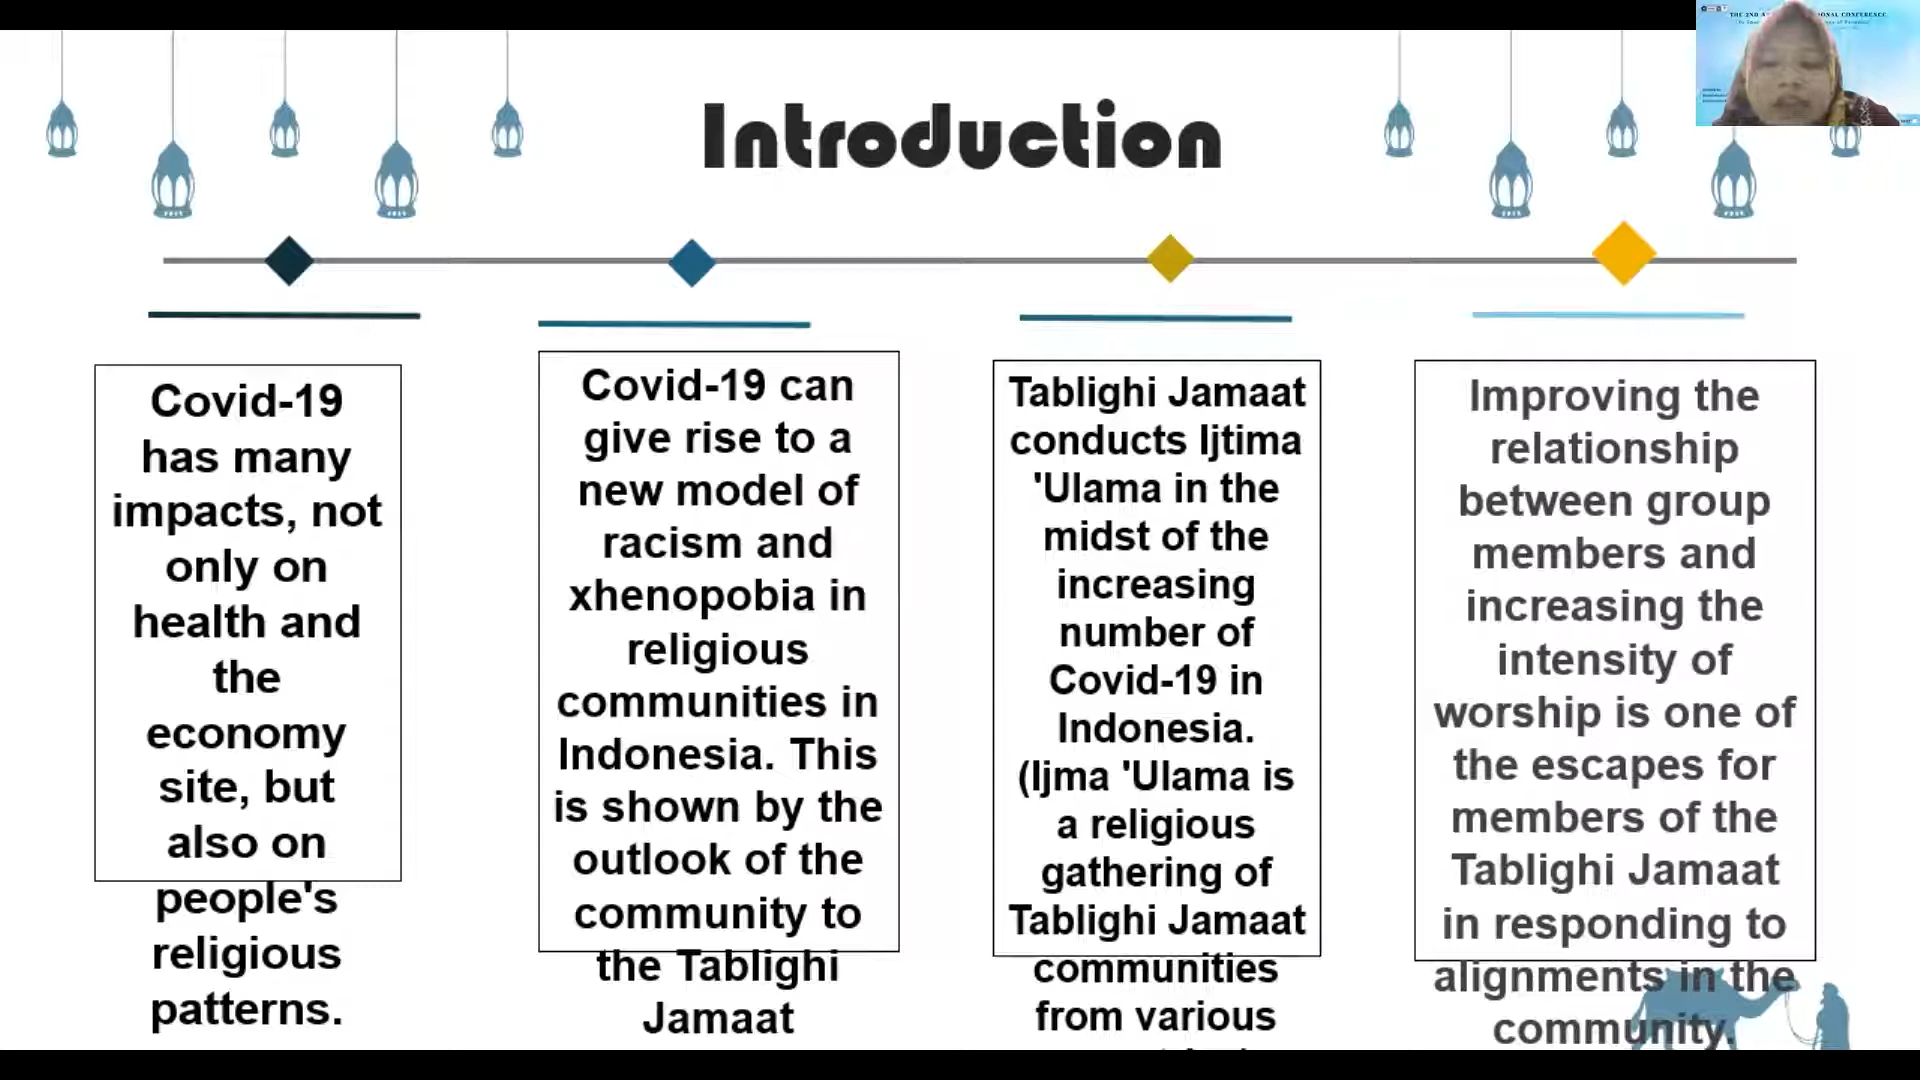 Introduction
Covid-19
has many
impacts, not
only on
health and
the
economy
site, but
also on
people's
religious
patterns.
Covid-19 can
give rise to a
new model of
racism and
xhenopobia in
religious
communities in
Indonesia. This
is shown by the
outlook of the
community to
the Tablighi
Jamaat
Tablighi Jamaat
conducts Ijtima
'Ulama in the
midst of the
increasing
number of
Covid-19 in
Indonesia.
(Ijma 'Ulama is
a religious
gathering of
Tablighi Jamaat
communities
from various
Improving the
relationship
between group
members and
increasing the
intensity of
worship is one of
the escapes for
members of the
Tablighi Jamaat
in responding to
alignments in the
community.
THE 2ND A
ONAL CONFERENCE